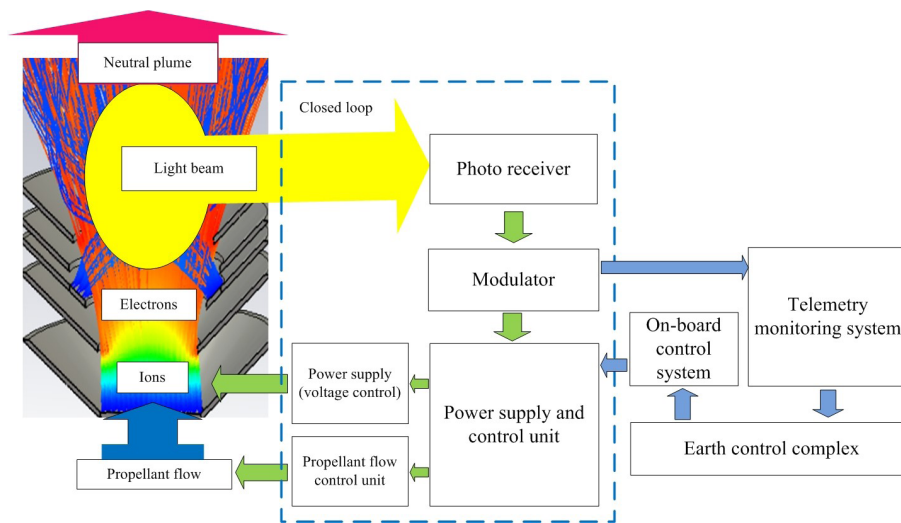 Neutral plume
Closed loop
Light beam
Photo receiver
Modulator
Electrons
Telemetry
monitoring system
On-board
control
system
Ions
Power supply
(voltage control)
Power supply and
control unit
Earth control complex
Propellant flow
Propellant flow
control unit